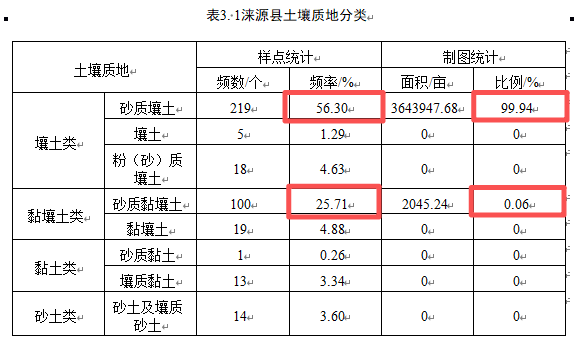 表3.·1涞源县土壤质地分类
土壤质地 样点统计 制图统计
频数/个 频率/% 面积/亩 比例/%
壤土类 砂质壤土 219 56.30 3643947.68 99.94
壤土 5 1.29 0 0
粉（砂）质
壤土 18 4.63 0 0
黏壤土类 砂质黏壤土 100 25.71 2045.24 0.06
黏壤土 19 4.88 0 0
黏土类 砂质黏土 1 0.26 0 0
壤质黏土 13 3.34 0 0
砂土类 砂土及壤质
砂土 14 3.60 0 0